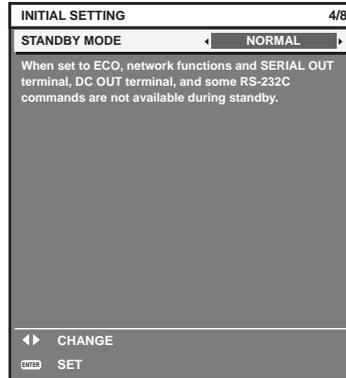 INITIAL SETTING 4/8
STANDBY MODE NORMAL
When set to ECO, network functions and SERIAL OUT
terminal, DC OUT terminal, and some RS-232C
commands are not available during standby.
CHANGE
ENTER SET